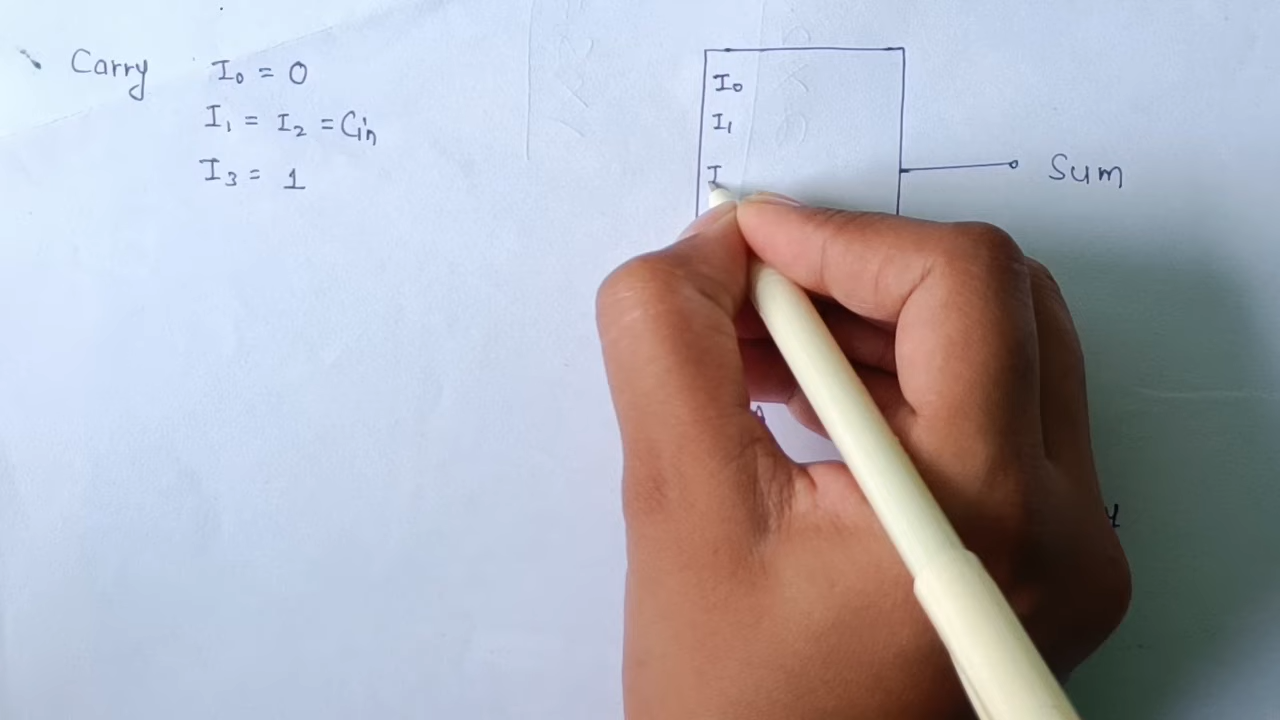 Carry I₀ = 0
I₁ = I₂ = Cin
I₃ = 1
I₀
I₁
I
Sum